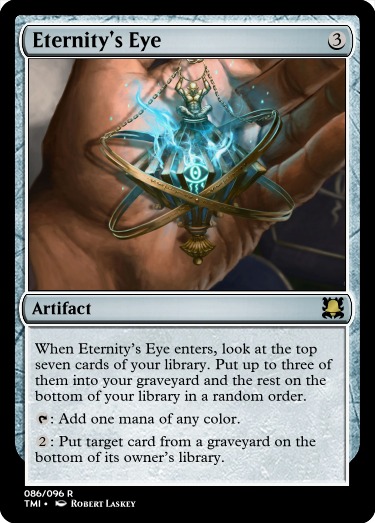 Eternity's Eye 3
Artifact
When Eternity's Eye enters, look at the top
seven cards of your library. Put up to three of
them into your graveyard and the rest on the
bottom of your library in a random order.
: Add one mana of any color.
2: Put target card from a graveyard on the
bottom of its owner's library.
086/096 R
TMI • Robert Laskey